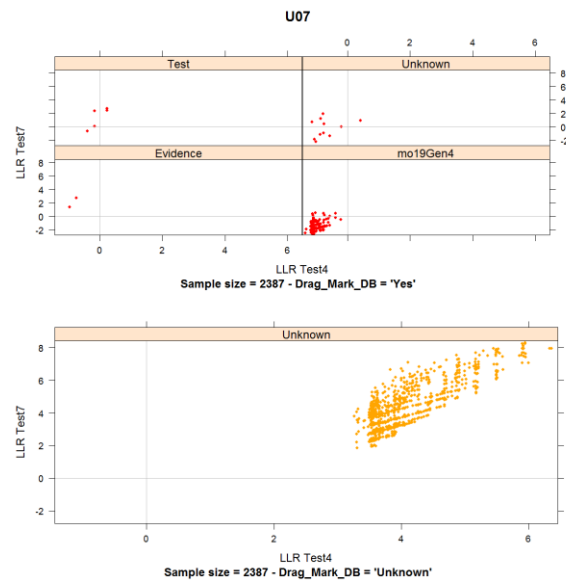 U07
0 2 4 6
Test Unknown
8
6
4
2
0
-2
Evidence mo19Gen4
8
6
4
2
0
-2
LLR Test7
0 2 4 6
LLR Test4
Sample size = 2387 - Drag_Mark_DB = 'Yes'
Unknown
8
6
4
2
0
-2
LLR Test7
0 2 4 6
LLR Test4
Sample size = 2387 - Drag_Mark_DB = 'Unknown'